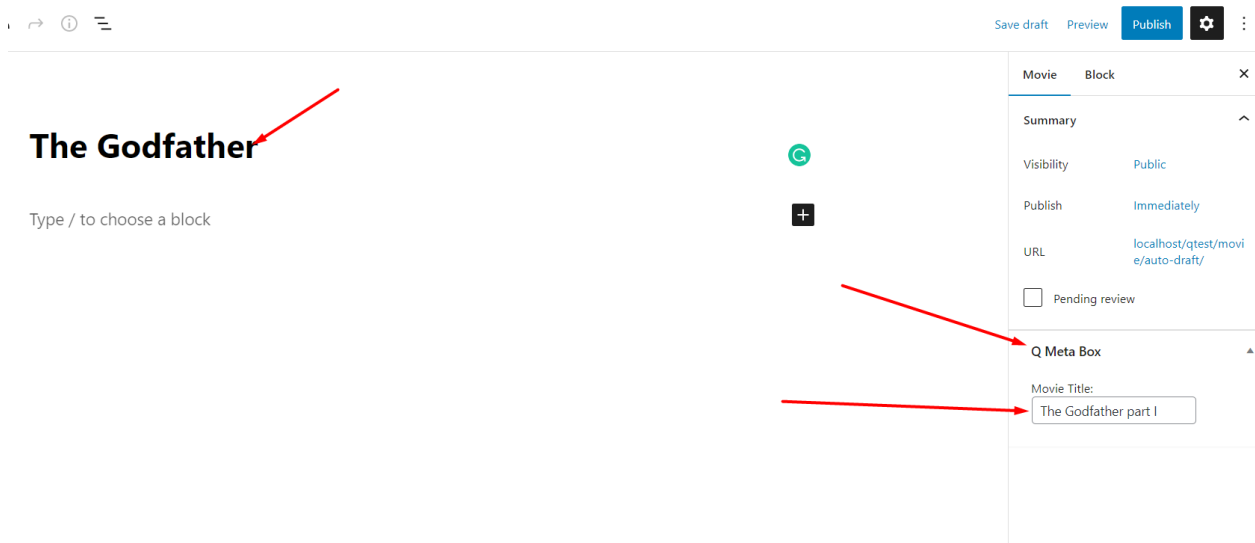 Save draft Preview Publish
Movie Block
Summary
The Godfather
Visibility Public
Type / to choose a block
Publish Immediately
URL localhost/qtest/movi
e/auto-draft/
Pending review
Q Meta Box
Movie Title:
The Godfather part I